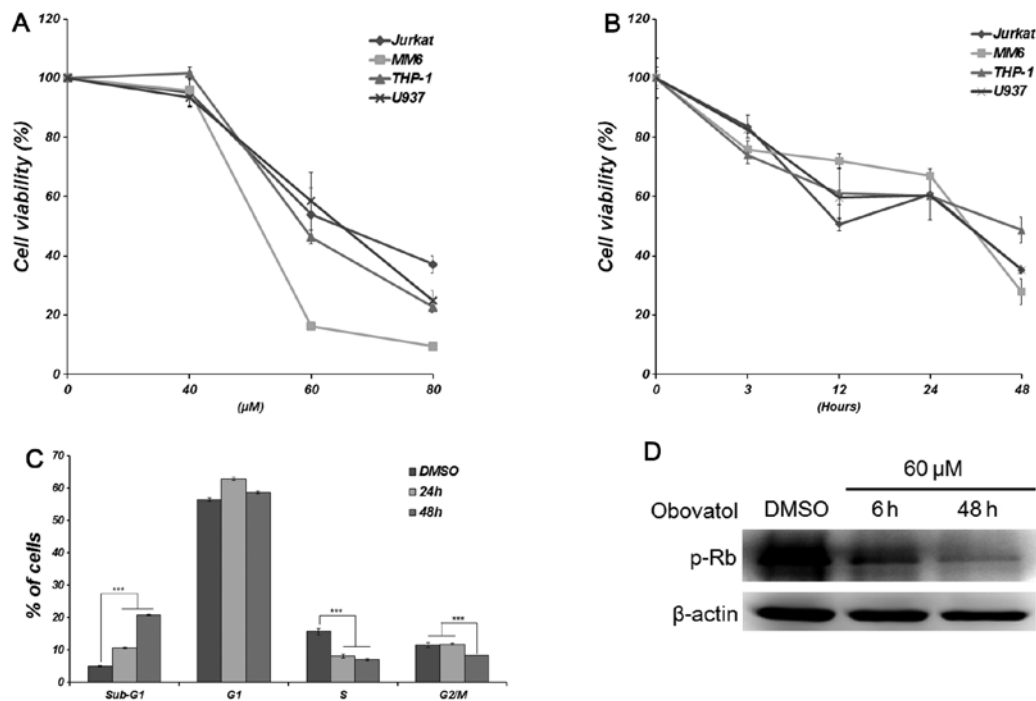 A
Cell viability (%)
120
100
80
60
40
20
0
0 40 60 80
(μM)
Jurkat
MM6
THP-1
U937
B
Cell viability (%)
120
100
80
60
40
20
0
0 3 12 24 48
(Hours)
Jurkat
MM6
THP-1
U937
C
% of cells
70
60
50
40
30
20
10
0
Sub-G1 G1 S G2/M
DMSO
24h
48h
*** *** ***
D
60 μM
Obovatol DMSO 6 h 48 h
p-Rb
β-actin